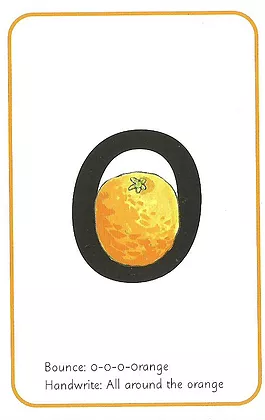 o
Bounce: o-o-o-orange
Handwrite: All around the orange